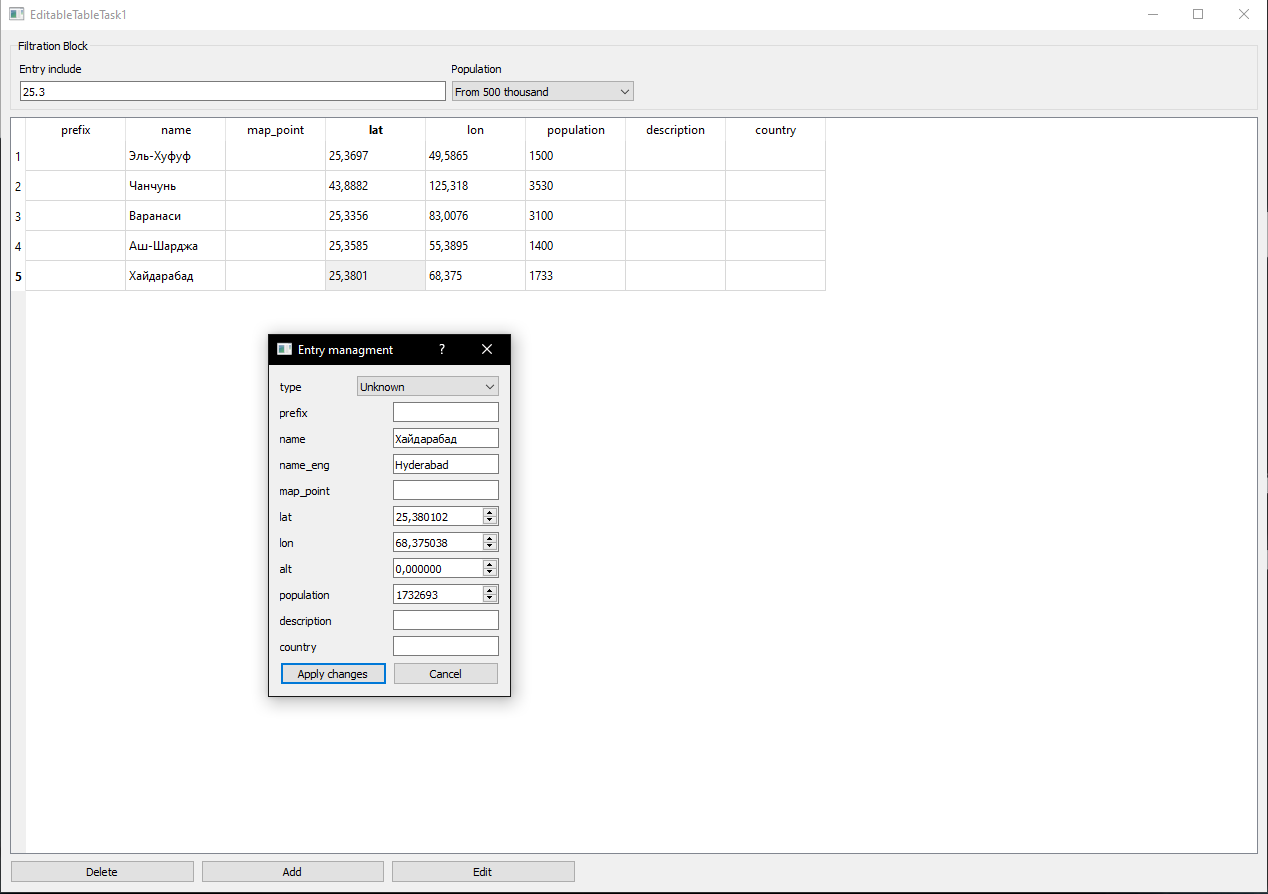 EditableTableTask1
Filtration Block
Entry include Population
25.3 From 500 thousand
prefix name map_point lat lon population description country
1 Эль-Хуфуф 25,3697 49,5865 1500
2 Чанчунь 43,8882 125,318 3530
3 Варанаси 25,3356 83,0076 3100
4 Аш-Шарджа 25,3585 55,3895 1400
5 Хайдарабад 25,3801 68,375 1733
Entry managment ?
type Unknown
prefix
name Хайдарабад
name_eng Hyderabad
map_point
lat 25,380102
lon 68,375038
alt 0,000000
population 1732693
description
country
Apply changes Cancel
Delete Add Edit